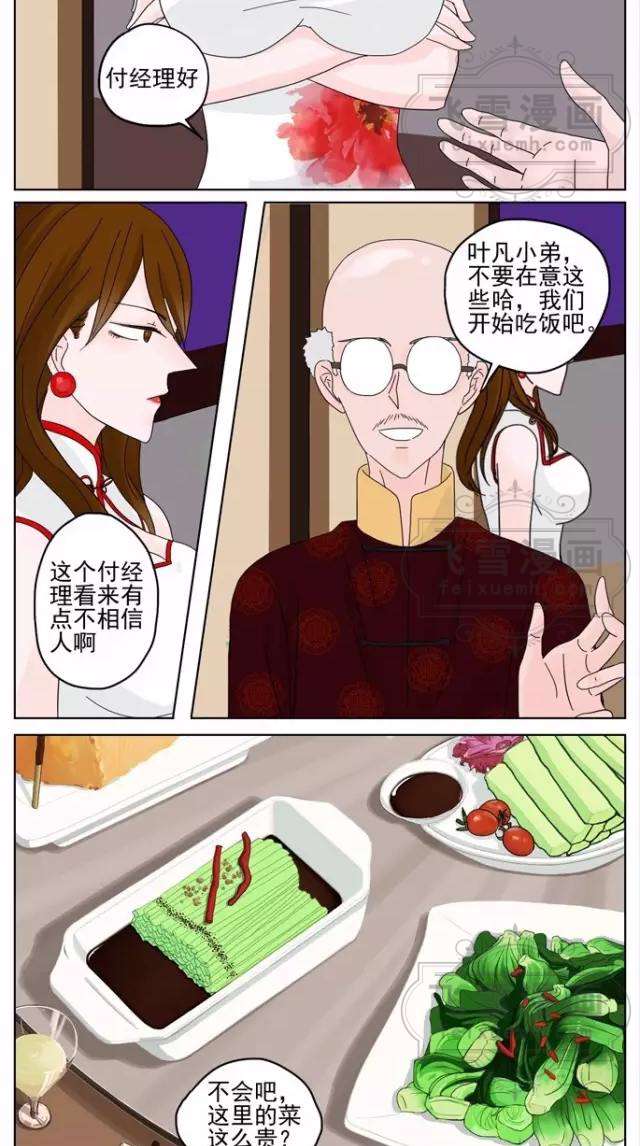 付经理好
飞雪漫画
feixuemh.com
叶凡小弟，
不要在意这
些哈，我们
开始吃饭吧。
飞雪漫画
feixuemh.com
这个付经
理看来有
点不相信
人啊
不会吧，
这里的菜
这么贵？